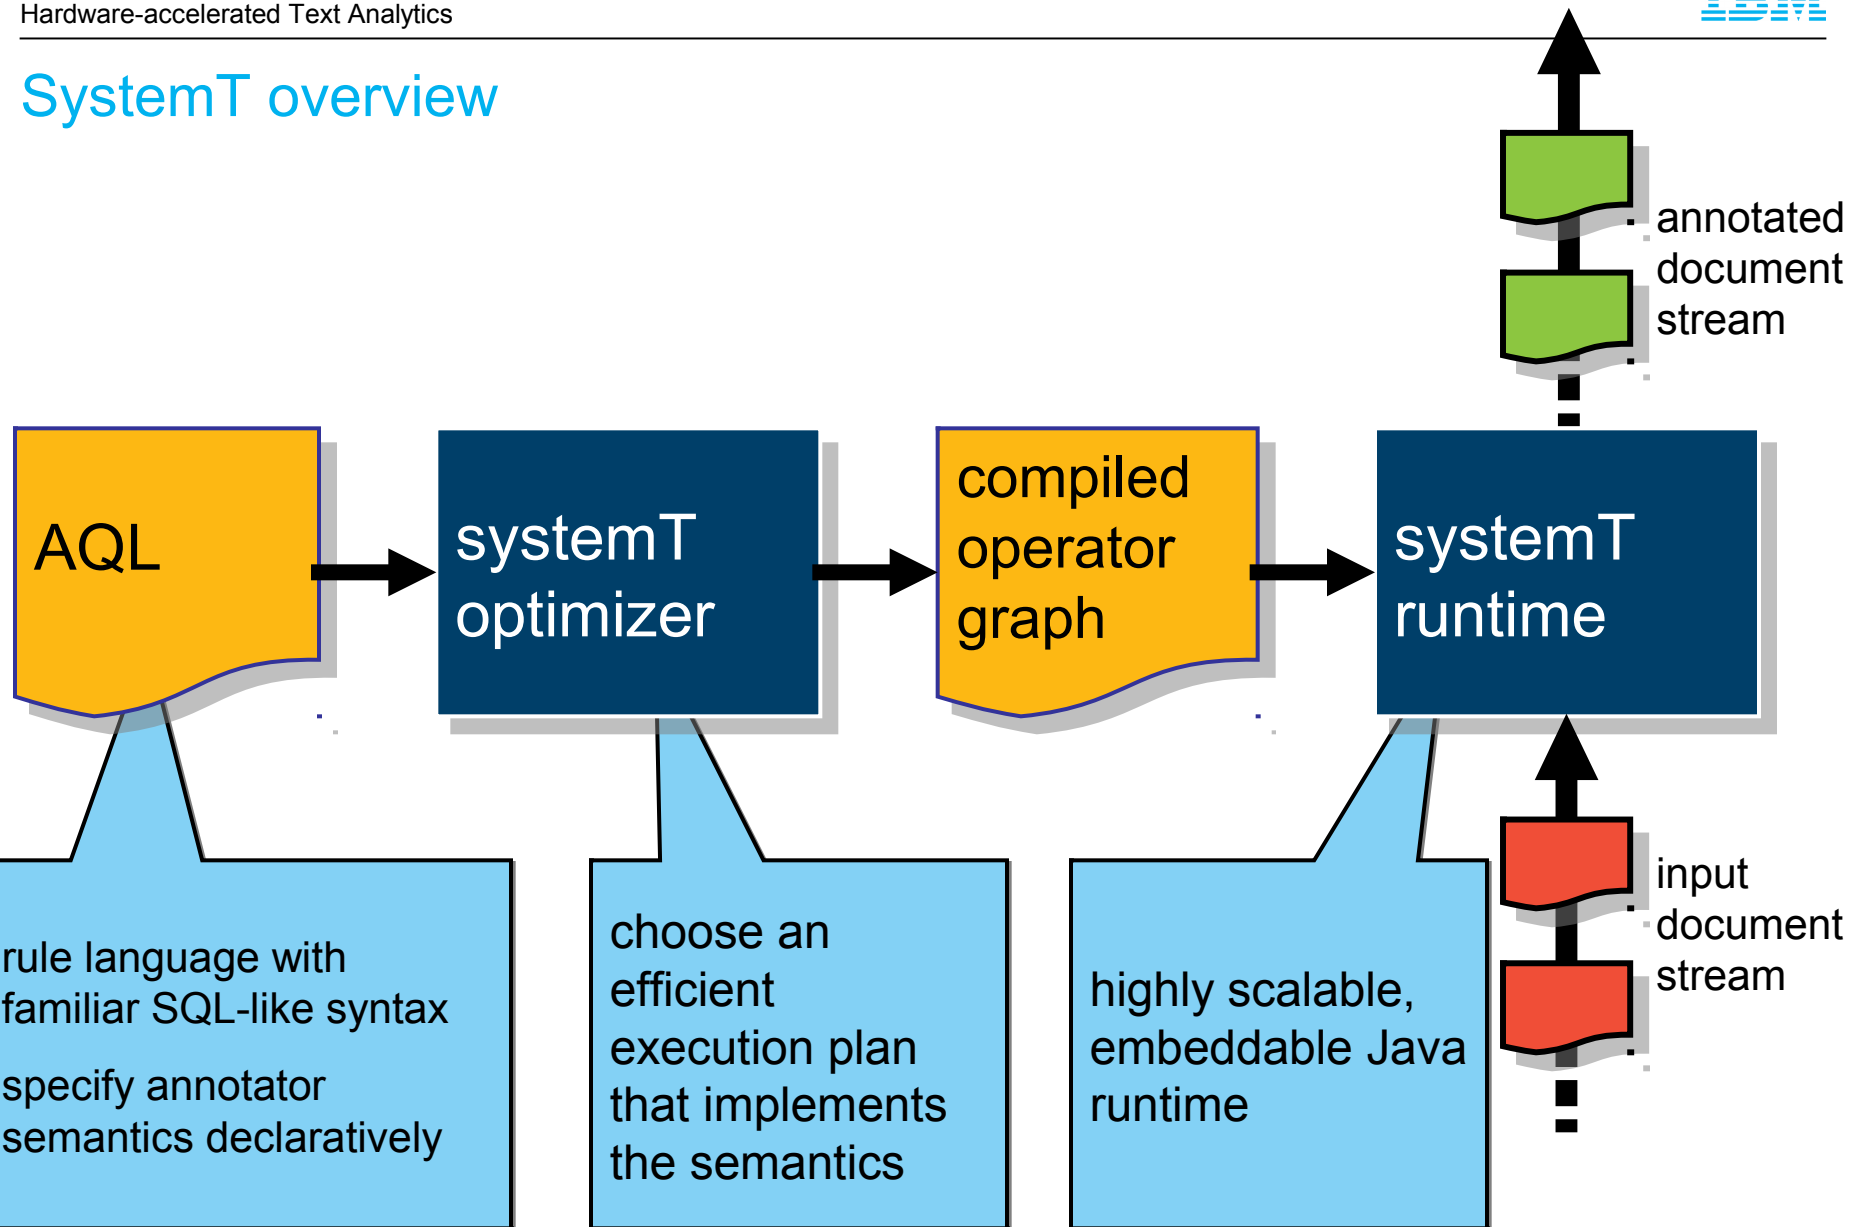 Hardware-accelerated Text Analytics
IBM
SystemT overview
annotated
document
stream
AQL
systemT
optimizer
compiled
operator
graph
systemT
runtime
rule language with
familiar SQL-like syntax
specify annotator
semantics declaratively
choose an
efficient
execution plan
that implements
the semantics
highly scalable,
embeddable Java
runtime
input
document
stream